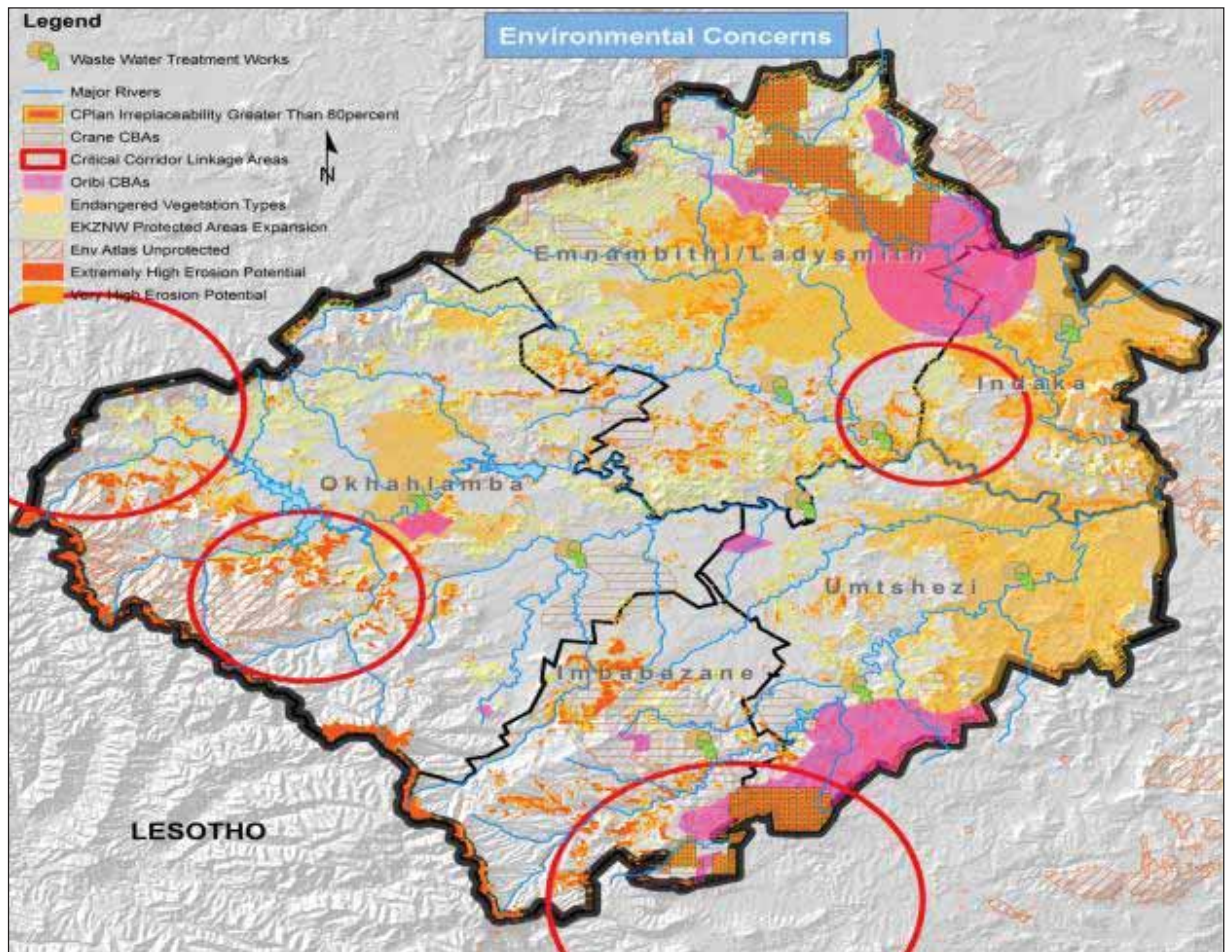 Legend
Environmental Concerns
Waste Water Treatment Works
Major Rivers
CPlan Irreplaceability Greater Than 80percent
Crane CBAs
Critical Corridor Linkage Areas
N
Oribi CBAs
Endangered Vegetation Types
EKZNW Protected Areas Expansion
Env Atlas Unprotected
Extremely High Erosion Potential
Very High Erosion Potential
Emnambithi/Ladysmith
Indaka
Okhahlamba
Umtshezi
Imbabazane
LESOTHO